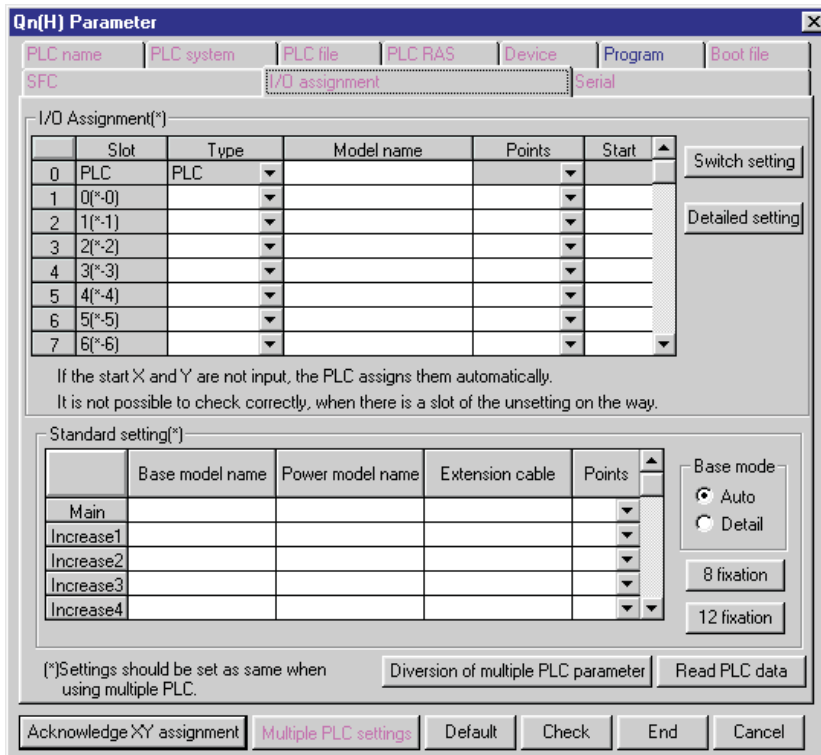 Qn(H) Parameter
PLC name PLC system PLC file PLC RAS Device Program Boot file
SFC I/O assignment Serial
I/O Assignment(*)
Slot Type Model name Points Start
0 PLC PLC
1 0(*-0)
2 1(*-1)
3 2(*-2)
4 3(*-3)
5 4(*-4)
6 5(*-5)
7 6(*-6)
Switch setting
Detailed setting
If the start X and Y are not input, the PLC assigns them automatically.
It is not possible to check correctly, when there is a slot of the unsetting on the way.
Standard setting(*)
Base model name Power model name Extension cable Points
Main
Increase1
Increase2
Increase3
Increase4
Base mode
Auto
Detail
8 fixation
12 fixation
(*)Settings should be set as same when
using multiple PLC.
Diversion of multiple PLC parameter Read PLC data
Acknowledge XY assignment Multiple PLC settings Default Check End Cancel